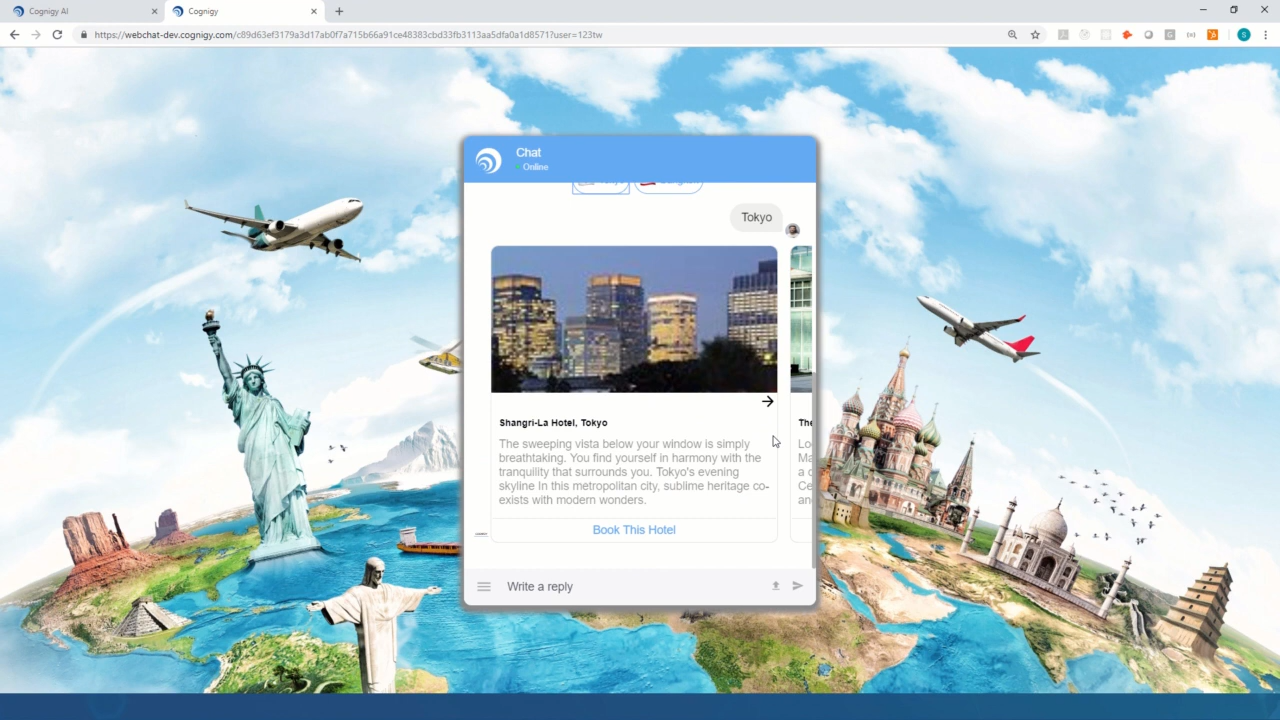 Cognigy AI
Cognigy
https://webchat-dev.cognigy.com/c89d63ef3179a3d17ab0f7a715b66a91ce48383cbd33fb3113aa5dfa0a1d8571?user=123tw
S
Chat
Online
Tokyo
Shangri-La Hotel, Tokyo
The sweeping vista below your window is simply
breathtaking. You find yourself in harmony with the
tranquility that surrounds you. Tokyo's evening
skyline In this metropolitan city, sublime heritage co-
exists with modern wonders.
Book This Hotel
Write a reply